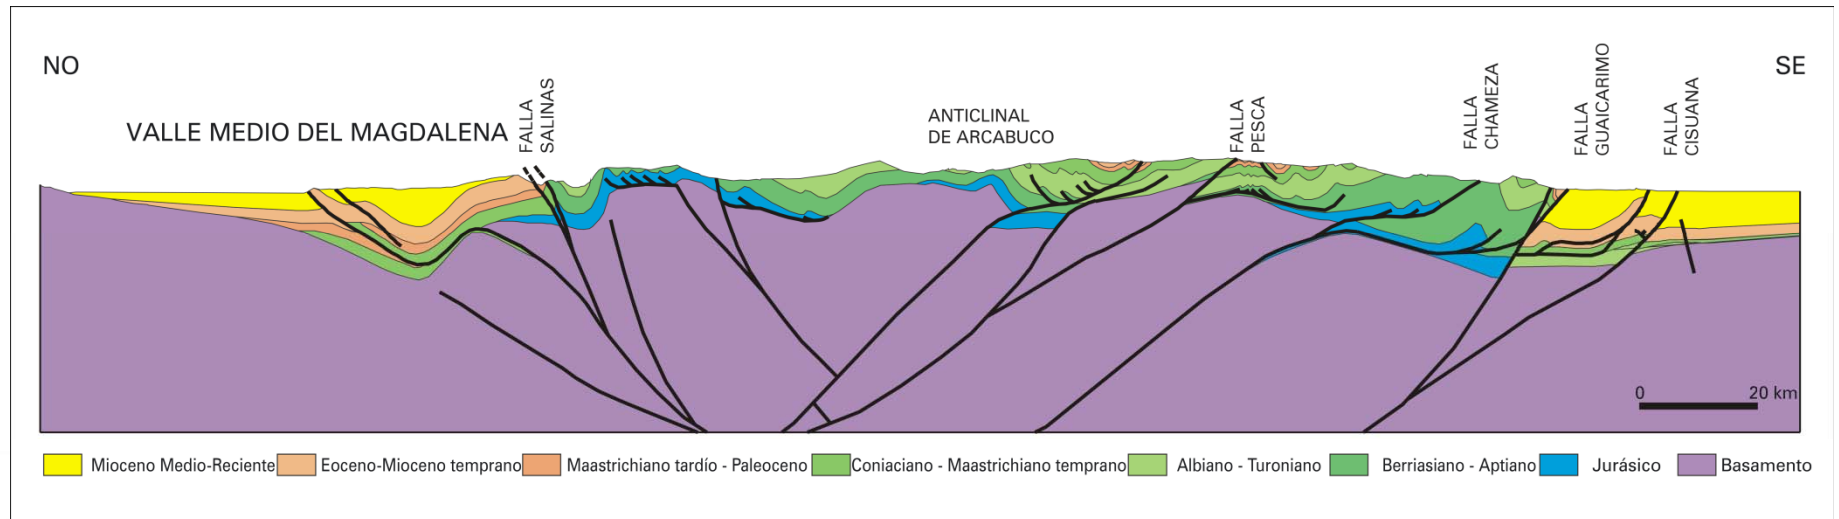 NO
SE
VALLE MEDIO DEL MAGDALENA
FALLA
SALINAS
ANTICLINAL
DE ARCABUCO
FALLA
PESCA
FALLA
CHAMEZA
FALLA
GUAICARIMO
FALLA
CISUANA
0 20 km
Mioceno Medio-Reciente Eoceno-Mioceno temprano Maastrichiano tardío - Paleoceno Coniaciano - Maastrichiano temprano Albiano - Turoniano Berriasiano - Aptiano Jurásico Basamento